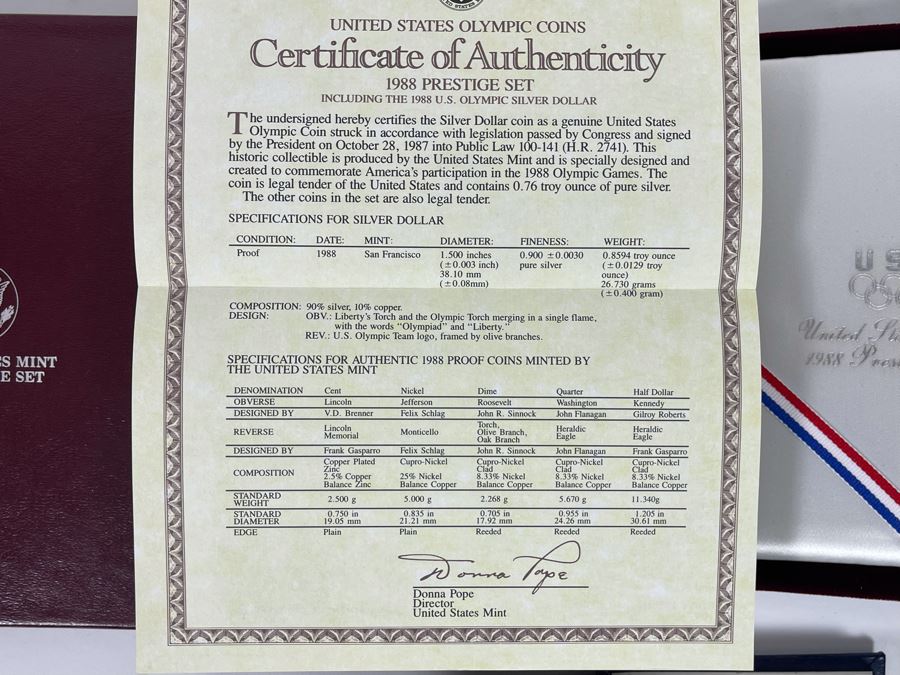 UNITED STATES OLYMPIC COINS
Certificate of Authenticity
1988 PRESTIGE SET
INCLUDING THE 1988 U.S. OLYMPIC SILVER DOLLAR
The undersigned hereby certifies the Silver Dollar coin as a genuine United States
Olympic Coin struck in accordance with legislation passed by Congress and signed
by the President on October 28, 1987 into Public Law 100-141 (H.R. 2741). This
historic collectible is produced by the United States Mint and is specially designed and
created to commemorate America's participation in the 1988 Olympic Games. The
coin is legal tender of the United States and contains 0.76 troy ounce of pure silver.
The other coins in the set are also legal tender.
SPECIFICATIONS FOR SILVER DOLLAR
CONDITION: DATE: MINT: DIAMETER: FINENESS: WEIGHT:
Proof 1988 San Francisco 1.500 inches 0.900 ±0.0030 0.8594 troy ounce
(±0.003 inch) pure silver (±0.0129 troy
38.10 mm ounce)
(±0.08mm) 26.730 grams
(±0.400 gram)
COMPOSITION: 90% silver, 10% copper.
DESIGN: OBV.: Liberty's Torch and the Olympic Torch merging in a single flame,
with the words "Olympiad" and "Liberty."
REV.: U.S. Olympic Team logo, framed by olive branches.
SPECIFICATIONS FOR AUTHENTIC 1988 PROOF COINS MINTED BY
THE UNITED STATES MINT
DENOMINATION Cent Nickel Dime Quarter Half Dollar
OBVERSE Lincoln Jefferson Roosevelt Washington Kennedy
DESIGNED BY V.D. Brenner Felix Schlag John R. Sinnock John Flanagan Gilroy Roberts
REVERSE Lincoln Memorial Monticello Torch, Olive Branch, Oak Branch Heraldic Eagle Heraldic Eagle
DESIGNED BY Frank Gasparro Felix Schlag John R. Sinnock John Flanagan Frank Gasparro
COMPOSITION Copper Plated Zinc 2.5% Copper Balance Zinc Cupro-Nickel 25% Nickel Balance Copper Cupro-Nickel Clad 8.33% Nickel Balance Copper Cupro-Nickel Clad 8.33% Nickel Balance Copper Cupro-Nickel Clad 8.33% Nickel Balance Copper
STANDARD WEIGHT 2.500 g 5.000 g 2.268 g 5.670 g 11.340g
STANDARD DIAMETER 0.750 in 19.05 mm 0.835 in 21.21 mm 0.705 in 17.92 mm 0.955 in 24.26 mm 1.205 in 30.61 mm
EDGE Plain Plain Reeded Reeded Reeded
Donna Pope
Donna Pope
Director
United States Mint
S MINT
E SET
US
United
1988